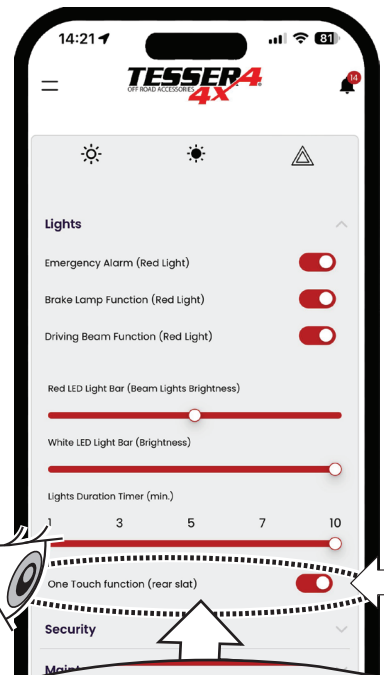 14:21
81
TESSER4
OFF ROAD ACCESSORIES
4X
14
Lights
Emergency Alarm (Red Light)
Brake Lamp Function (Red Light)
Driving Beam Function (Red Light)
Red LED Light Bar (Beam Lights Brightness)
White LED Light Bar (Brightness)
Lights Duration Timer (min.)
1 3 5 7 10
One Touch function (rear slat)
Security